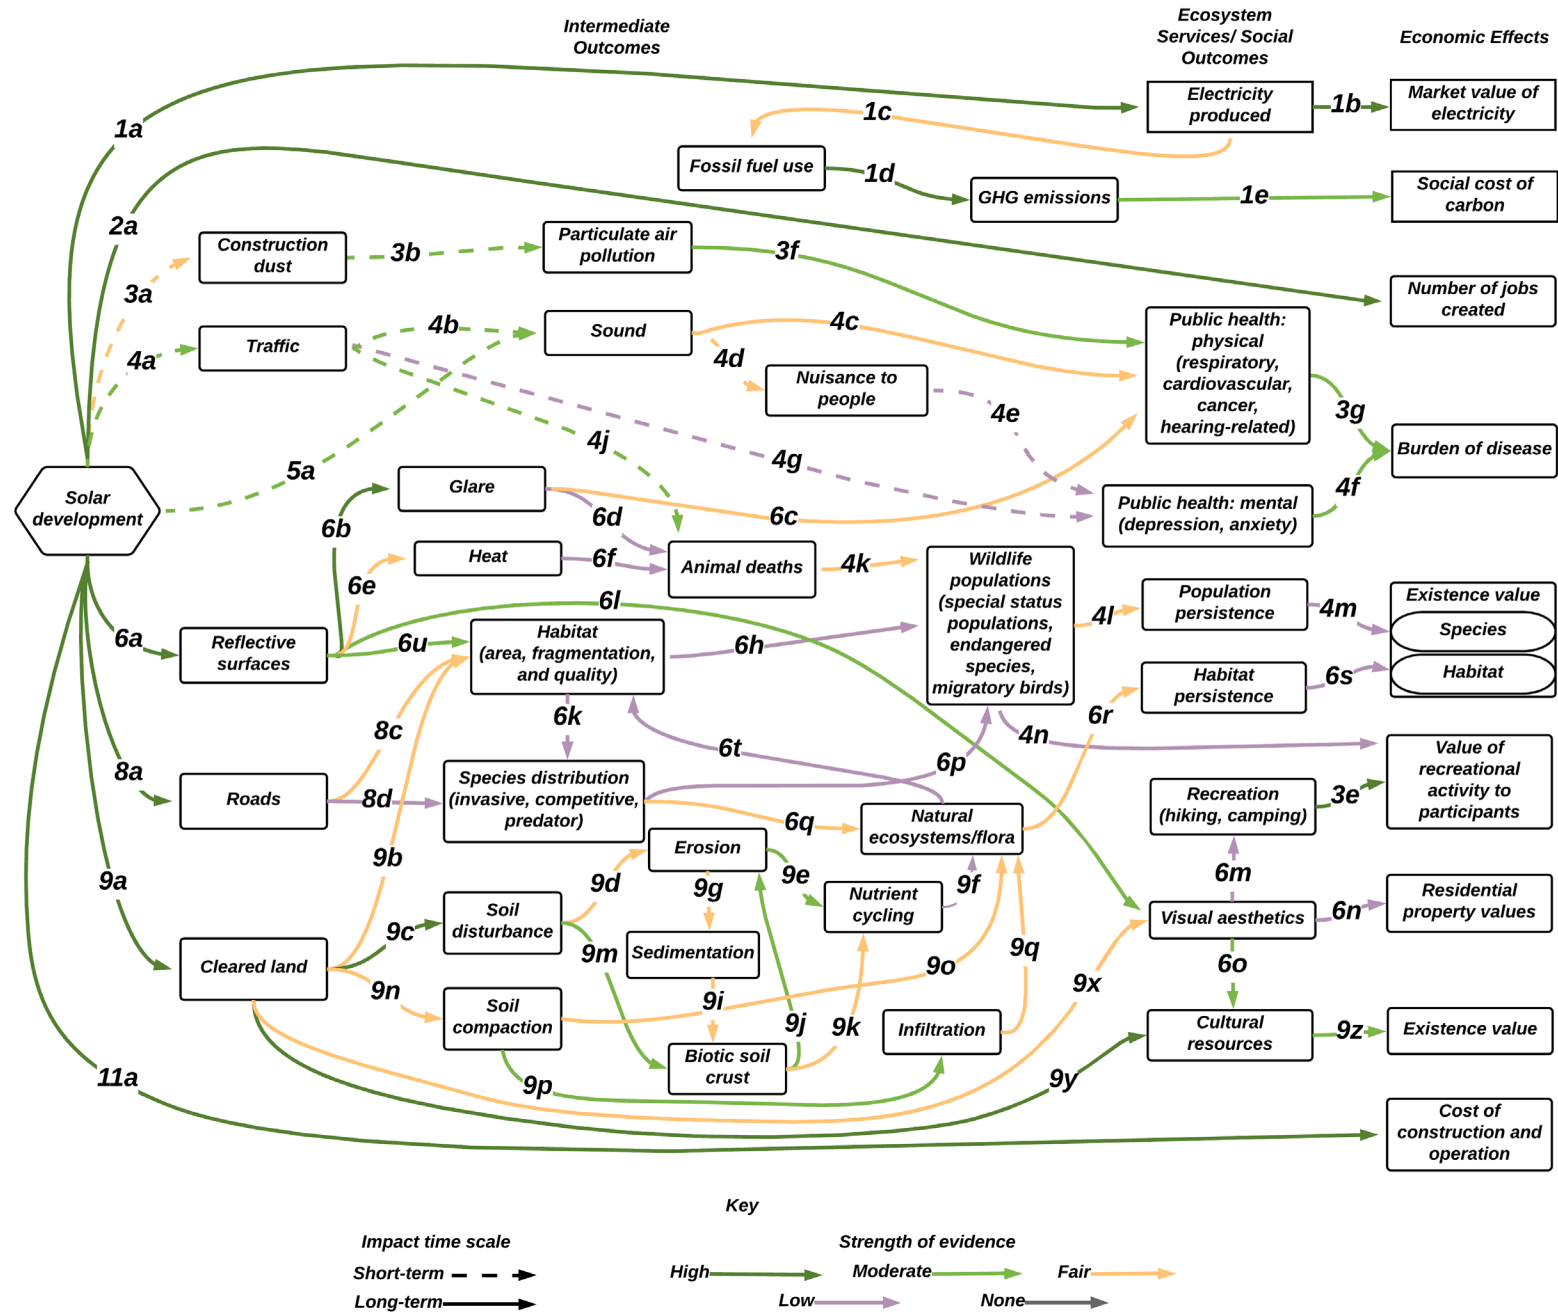 Intermediate
Outcomes
Ecosystem
Services/ Social
Outcomes
Economic Effects
1a
Electricity
produced
1b
Market value of
electricity
1c
Fossil fuel use
1d
GHG emissions
1e
Social cost of
carbon
2a
Number of jobs
created
3a
Construction
dust
3b
Particulate air
pollution
3f
4a
Traffic
4b
Sound
4c
4d
Nuisance to
people
4e
Public health:
physical
(respiratory,
cardiovascular,
cancer,
hearing-related)
3g
Burden of disease
4j
4g
4f
Public health: mental
(depression, anxiety)
Solar
development
5a
6b
Glare
6d
6c
6e
Heat
6f
Animal deaths
4k
Wildlife
populations
(special status
populations,
endangered
species,
migratory birds)
4l
Population
persistence
4m
Existence value
Species
Habitat
6a
Reflective
surfaces
6l
6u
Habitat
(area, fragmentation,
and quality)
6h
6r
Habitat
persistence
6s
8c
6k
6t
6p
4n
Value of
recreational
activity to
participants
8a
Roads
8d
Species distribution
(invasive, competitive,
predator)
6q
Natural
ecosystems/flora
Recreation
(hiking, camping)
3e
9a
9b
Erosion
9d
9g
9e
Nutrient
cycling
9f
6m
Visual aesthetics
6n
Residential
property values
Cleared land
9c
Soil
disturbance
9m
Sedimentation
9i
9o
9q
9x
6o
9n
Soil
compaction
9j
9k
Infiltration
Cultural
resources
9z
Existence value
Biotic soil
crust
9p
9y
11a
Cost of
construction and
operation
Key
Impact time scale
Short-term
Long-term
Strength of evidence
High
Moderate
Fair
Low
None